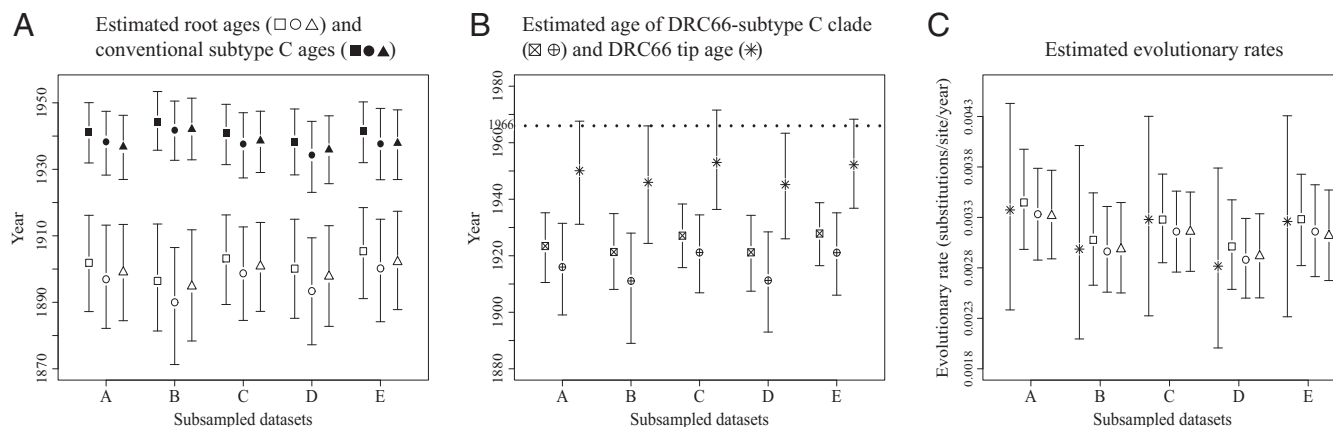 A
Estimated root ages (□○△) and
conventional subtype C ages (■●▲)
Year
1950
1930
1910
1890
1870
A B C D E
Subsampled datasets
B
Estimated age of DRC66-subtype C clade
(⊠ ⊕) and DRC66 tip age (✳)
Year
1980
1966
1960
1940
1920
1900
1880
A B C D E
Subsampled datasets
C
Estimated evolutionary rates
Evolutionary rate (substitutions/site/year)
0.0043
0.0038
0.0033
0.0028
0.0023
0.0018
A B C D E
Subsampled datasets